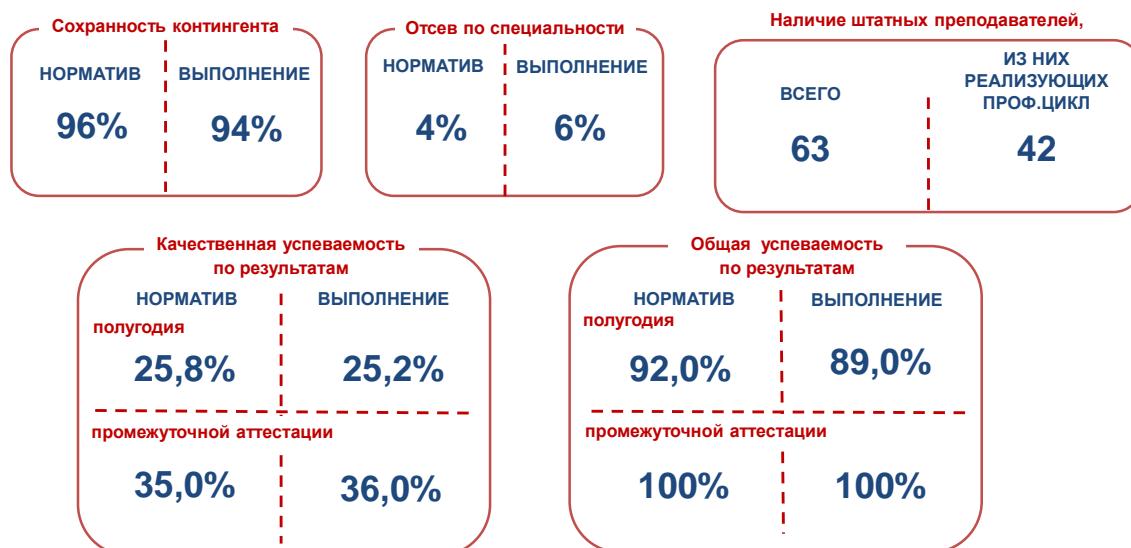 Сохранность контингента
НОРМАТИВ ВЫПОЛНЕНИЕ
96% 94%
Отсев по специальности
НОРМАТИВ ВЫПОЛНЕНИЕ
4% 6%
Наличие штатных преподавателей,
ВСЕГО
ИЗ НИХ
РЕАЛИЗУЮЩИХ
ПРОФ.ЦИКЛ
63 42
Качественная успеваемость
по результатам
НОРМАТИВ ВЫПОЛНЕНИЕ
полугодия
25,8% 25,2%
промежуточной аттестации
35,0% 36,0%
Общая успеваемость
по результатам
НОРМАТИВ ВЫПОЛНЕНИЕ
полугодия
92,0% 89,0%
промежуточной аттестации
100% 100%